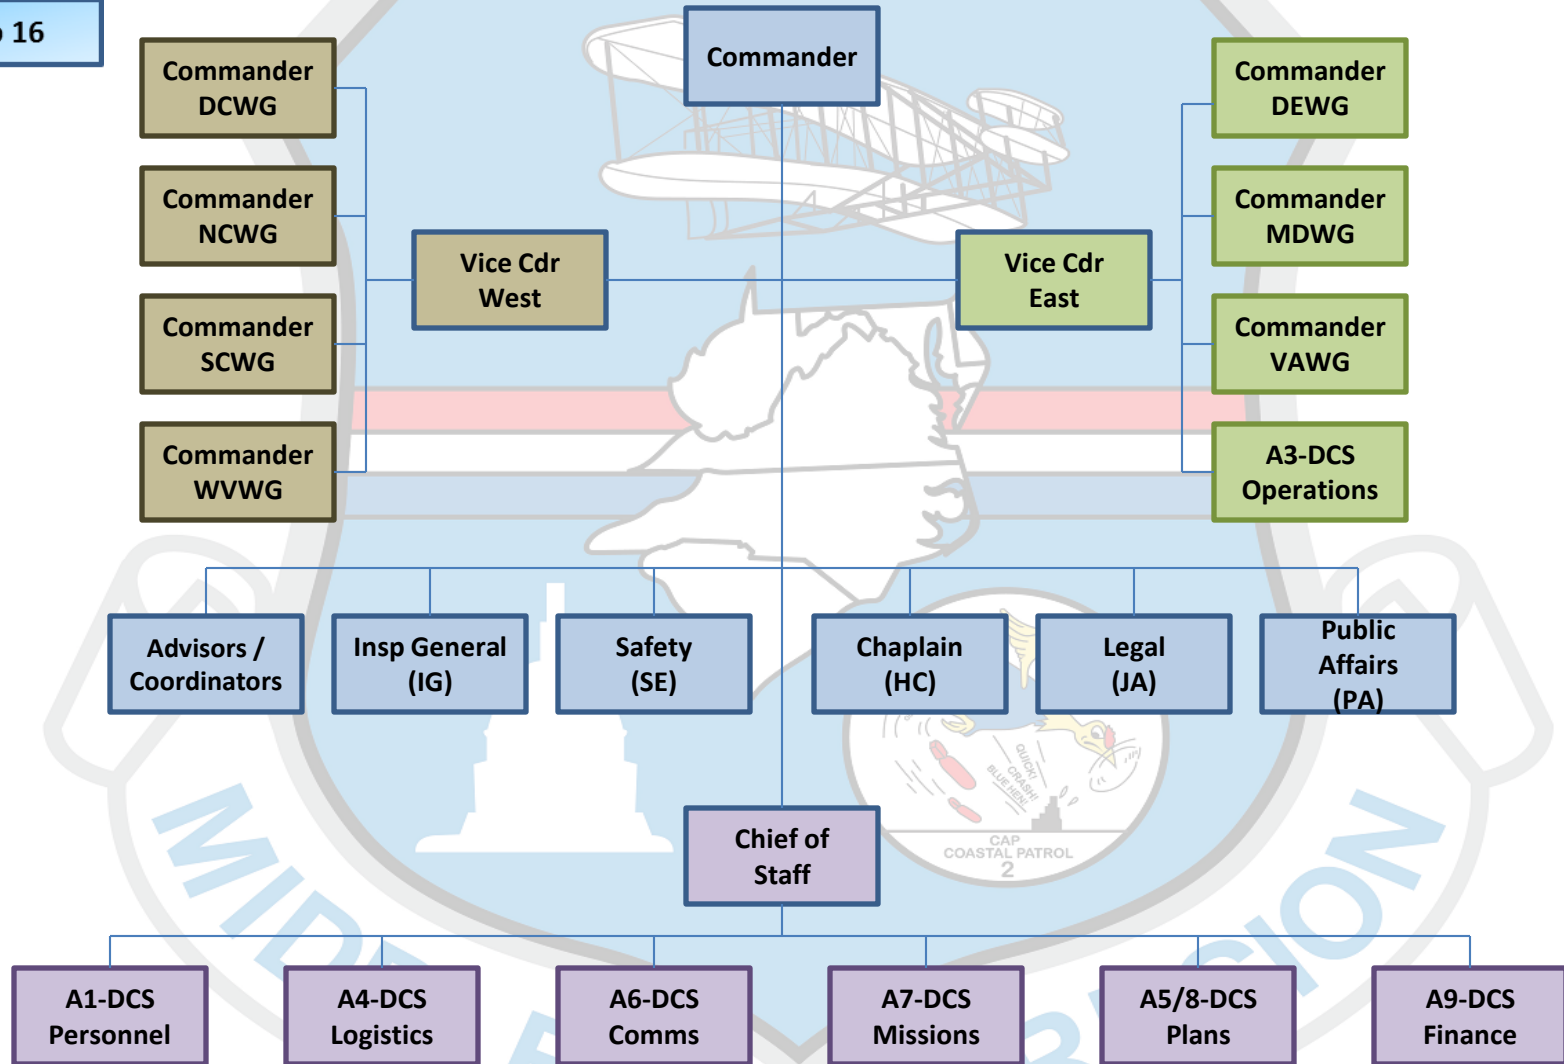 16
Commander
Commander
DCWG
Commander
DEWG
Commander
NCWG
Commander
MDWG
Vice Cdr
West
Vice Cdr
East
Commander
SCWG
Commander
VAWG
Commander
WVWG
A3-DCS
Operations
Advisors /
Coordinators
Insp General
(IG)
Safety
(SE)
Chaplain
(HC)
Legal
(JA)
Public
Affairs
(PA)
QUICK!
CRASH!
BLUE HEN!
CAP
COASTAL PATROL
2
Chief of
Staff
A1-DCS
Personnel
A4-DCS
Logistics
A6-DCS
Comms
A7-DCS
Missions
A5/8-DCS
Plans
A9-DCS
Finance